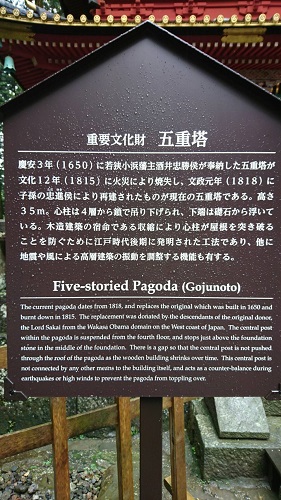 重要文化財　五重塔
慶安３年（1650）に若狭小浜藩主酒井忠勝侯が奉納した五重塔が
文化１２年（1815）に火災により焼失し、文政元年（1818）に
子孫の忠進侯により再建されたものが現在の五重塔である。高さ
３５ｍ。心柱は４層から鎖で吊り下げられ、下端は礎石から浮いて
いる。木造建築の宿命である収縮により心柱が屋根を突き破る
ことを防ぐために江戸時代後期に発明された工法であり、他に
地震や風による高層建築の振動を調整する機能も有する。
Five-storied Pagoda (Gojunoto)
The current pagoda dates from 1818, and replaces the original which was built in 1650 and
burnt down in 1815. The replacement was donated by the descendants of the original donor,
the Lord Sakai from the Wakasa Obama domain on the West coast of Japan. The central post
within the pagoda is suspended from the fourth floor, and stops just above the foundation
stone in the middle of the foundation. There is a gap so that the central post is not pushed
through the roof of the pagoda as the wooden building shrinks over time. This central post is
not connected by any other means to the building itself, and acts as a counter-balance during
earthquakes or high winds to prevent the pagoda from toppling over.